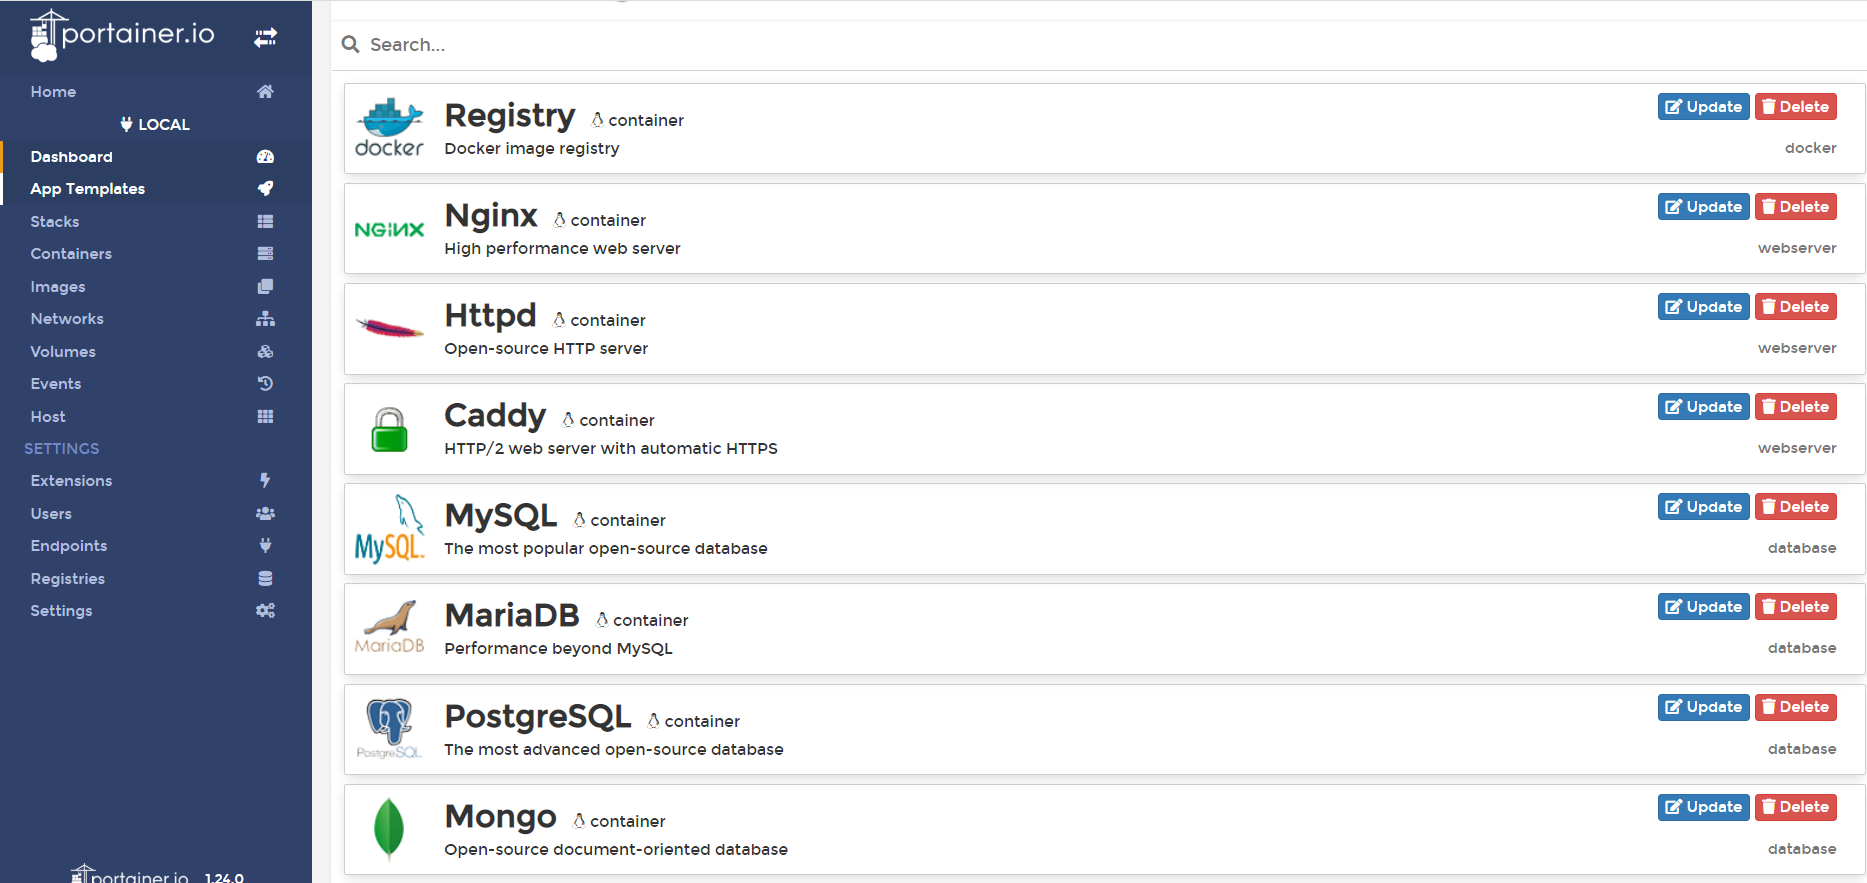 portainer.io
Home
LOCAL
Dashboard
App Templates
Stacks
Containers
Images
Networks
Volumes
Events
Host
SETTINGS
Extensions
Users
Endpoints
Registries
Settings
portainer.io 1.24.0
Search...
docker
Registry container
Docker image registry
Update Delete
docker
NGINX
Nginx container
High performance web server
Update Delete
webserver
Httpd container
Open-source HTTP server
Update Delete
webserver
Caddy container
HTTP/2 web server with automatic HTTPS
Update Delete
webserver
MySQL
MySQL container
The most popular open-source database
Update Delete
database
MariaDB
MariaDB container
Performance beyond MySQL
Update Delete
database
PostgreSQL
PostgreSQL container
The most advanced open-source database
Update Delete
database
Mongo container
Open-source document-oriented database
Update Delete
database